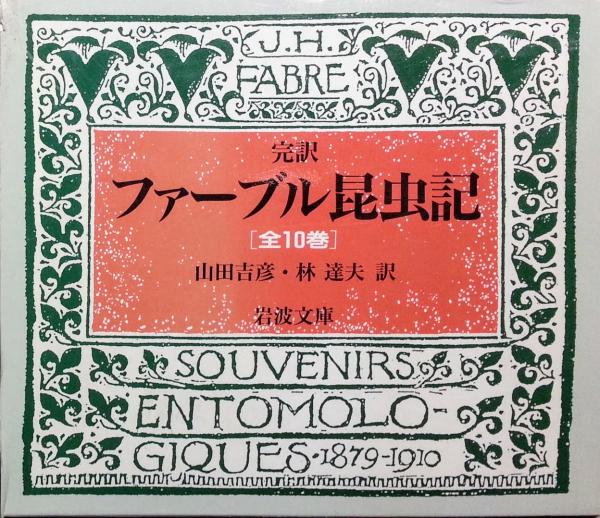 J.H.
FABRE
完訳
ファーブル昆虫記
[全10巻]
山田吉彦・林 達夫 訳
岩波文庫
SOUVENIRS
ENTOMOLO-
GIQUES·1879-1910